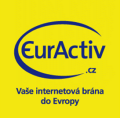 EurActiv
.cz
Vaše internetová brána
do Evropy